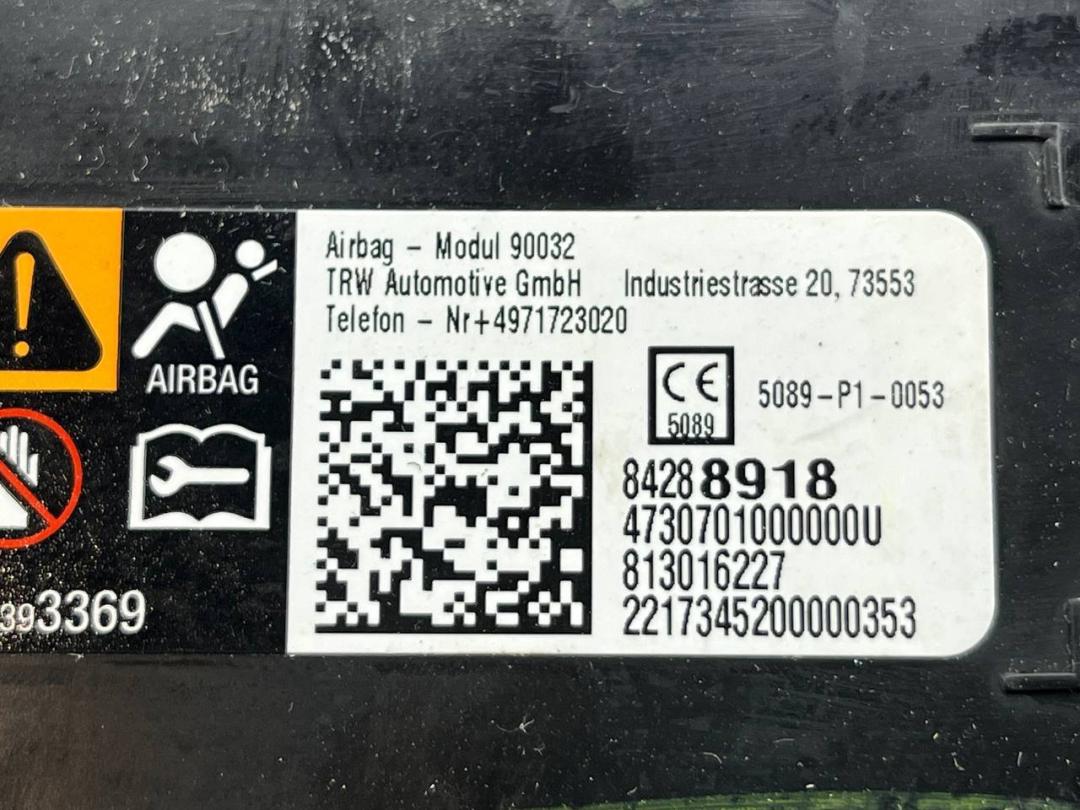 Airbag - Modul 90032
TRW Automotive GmbH Industriestrasse 20, 73553
Telefon - Nr+4971723020
AIRBAG
CE
5089
5089-P1-0053
84288918
4730701000000U
813016227
2217345200000353
393369